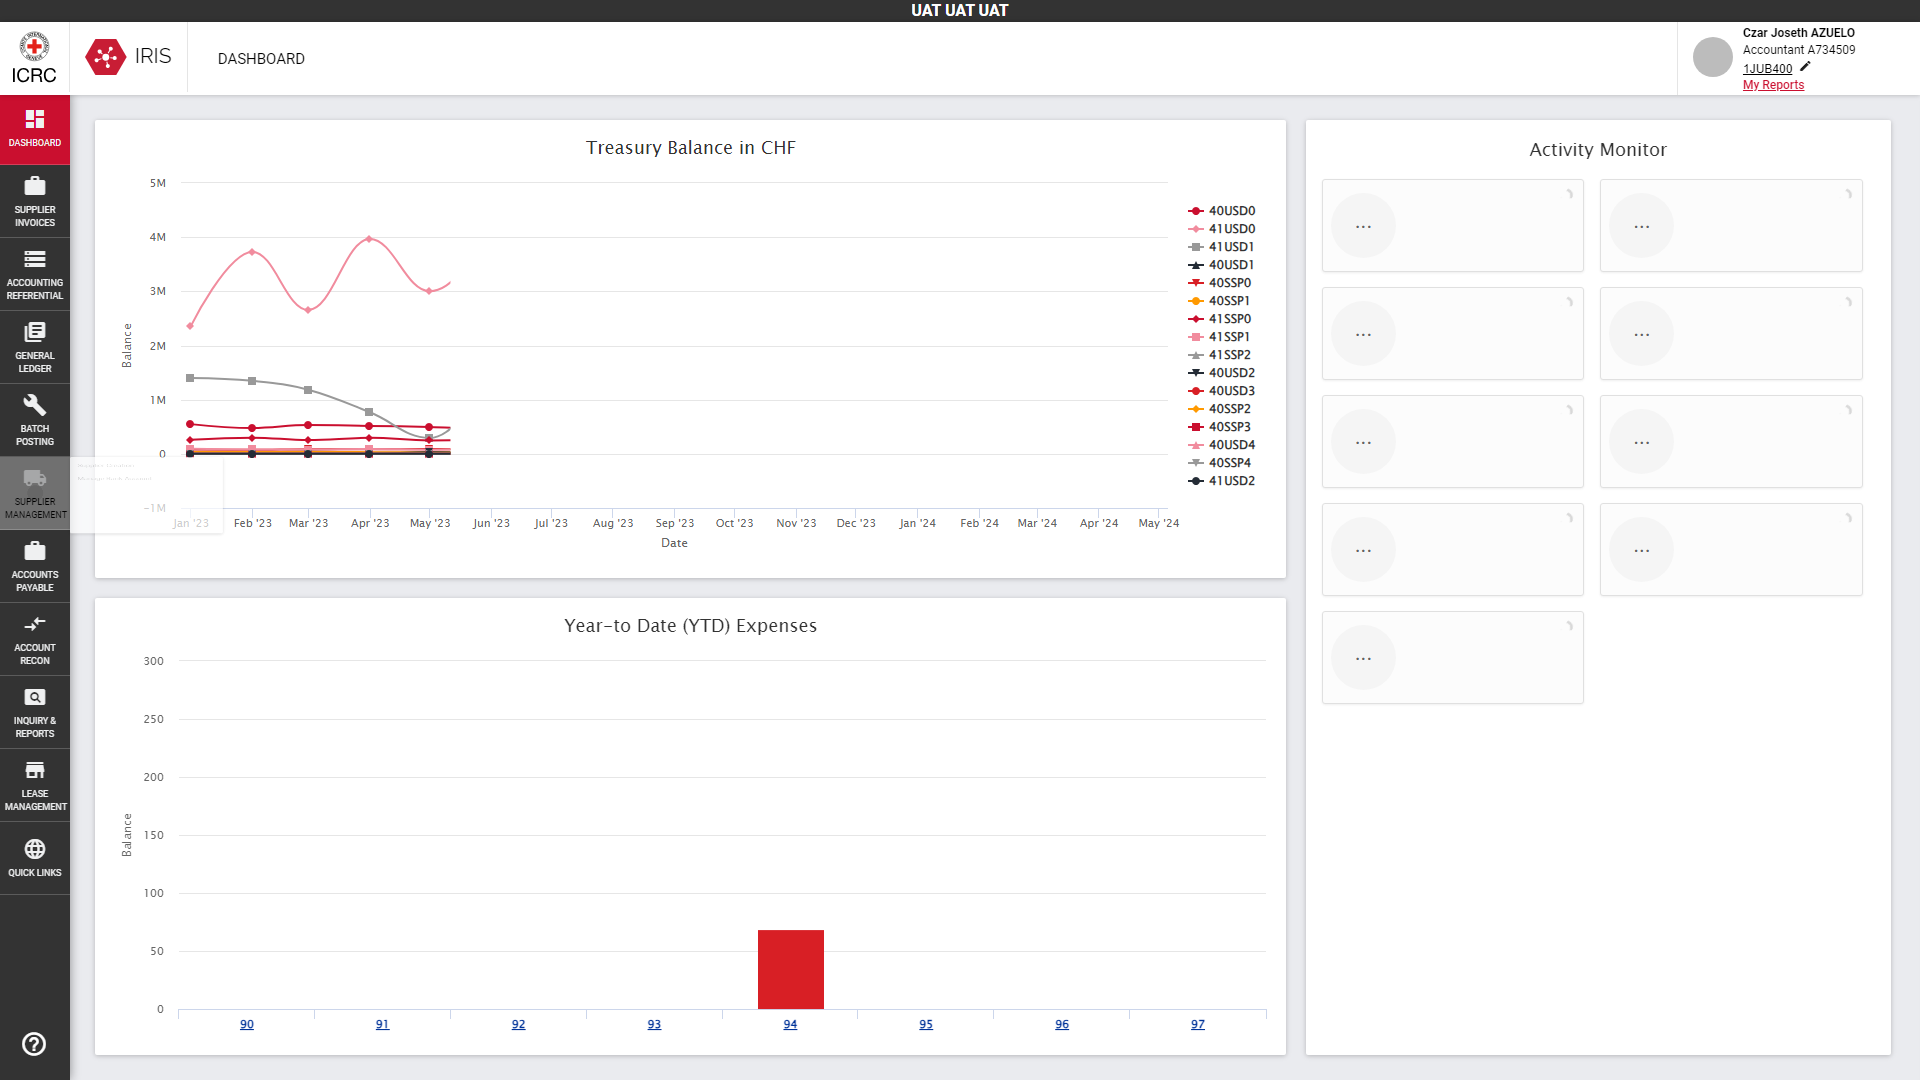 UAT UAT UAT
ICRC
IRIS
DASHBOARD
Czar Joseth AZUELO
Accountant A734509
1JUB400
My Reports
DASHBOARD
SUPPLIER
INVOICES
ACCOUNTING
REFERENTIAL
GENERAL
LEDGER
BATCH
POSTING
SUPPLIER
MANAGEMENT
ACCOUNTS
PAYABLE
ACCOUNT
RECON
INQUIRY &
REPORTS
LEASE
MANAGEMENT
QUICK LINKS
Treasury Balance in CHF
5M
4M
3M
2M
1M
0
-1M
Balance
Jan '23 Feb '23 Mar '23 Apr '23 May '23 Jun '23 Jul '23 Aug '23 Sep '23 Oct '23 Nov '23 Dec '23 Jan '24 Feb '24 Mar '24 Apr '24 May '24
Date
40USD0
41USD0
41USD1
40USD1
40SSP0
40SSP1
41SSP0
41SSP1
41SSP2
40USD2
40USD3
40SSP2
40SSP3
40USD4
40SSP4
41USD2
Year-to Date (YTD) Expenses
300
250
200
150
100
50
0
Balance
90 91 92 93 94 95 96 97
Activity Monitor
... ...
... ...
... ...
... ...
...